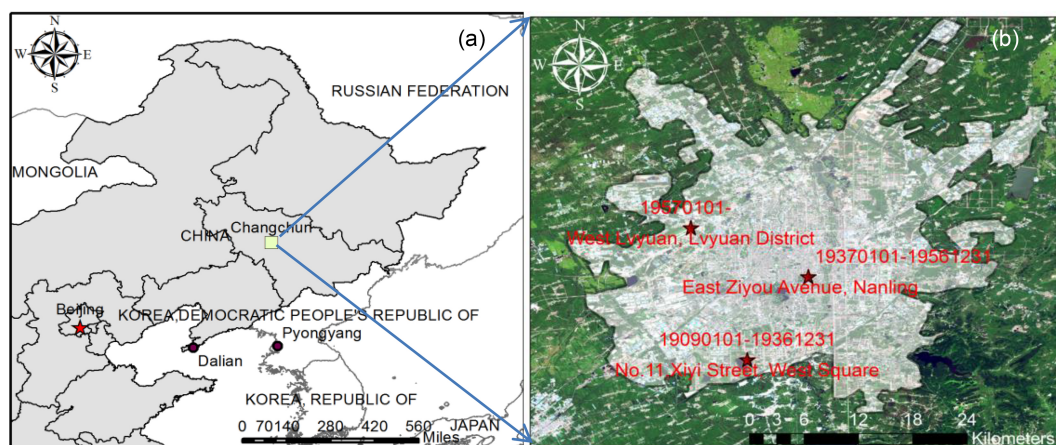 N
W E
S
(a)
RUSSIAN FEDERATION
MONGOLIA
CHINA
Changchun
Beijing
KOREA,DEMOCRATIC PEOPLE'S REPUBLIC OF
Pyongyang
Dalian
KOREA, REPUBLIC OF
JAPAN
0 70140 280 420 560
Miles
N
W E
S
(b)
19570101-
West Lvyuan, Lvyuan District
19370101-19561231
East Ziyou Avenue, Nanling
19090101-19361231
No.11 Xiyi Street, West Square
0 3 6 12 18 24
Kilometers